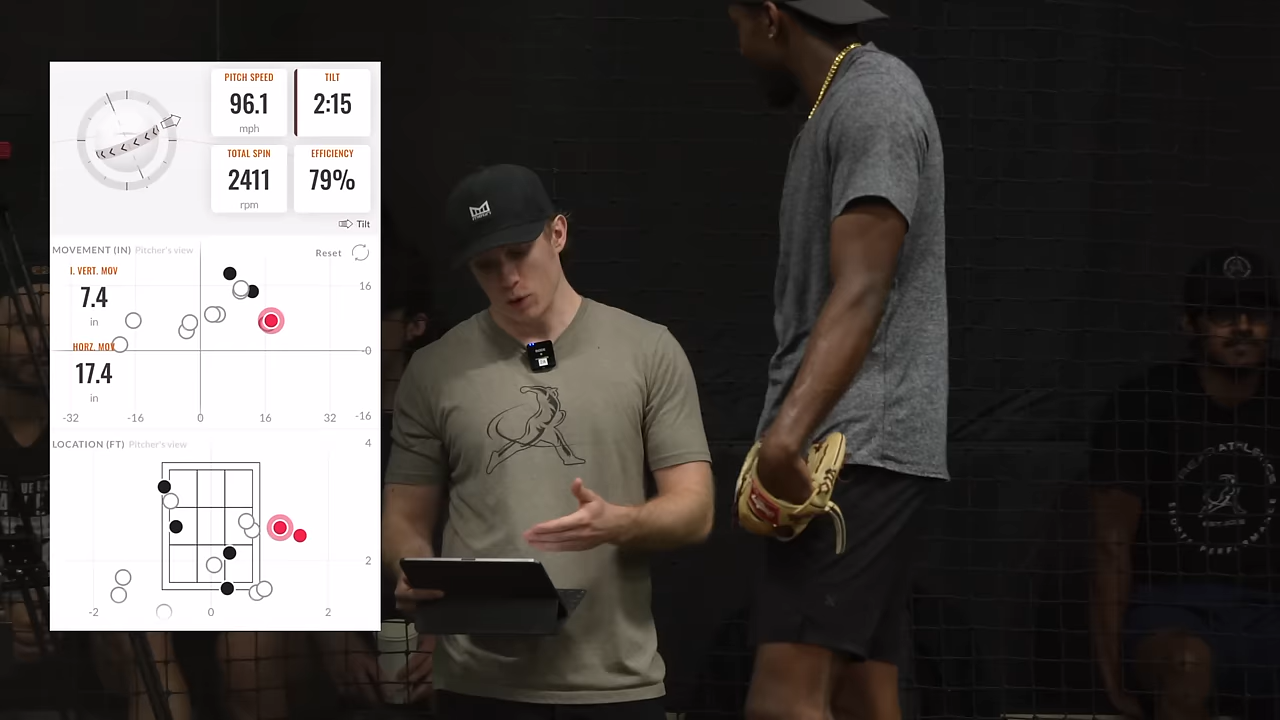 PITCH SPEED
96.1
mph
TILT
2:15
TOTAL SPIN
2411
rpm
EFFICIENCY
79%
Tilt
MOVEMENT (IN) Pitcher's view
Reset
I. VERT. MOV
7.4
in
HORZ. MOV
17.4
in
16
-0
-16
-32 -16 0 16 32
LOCATION (FT) Pitcher's view
4
2
-2 0 2